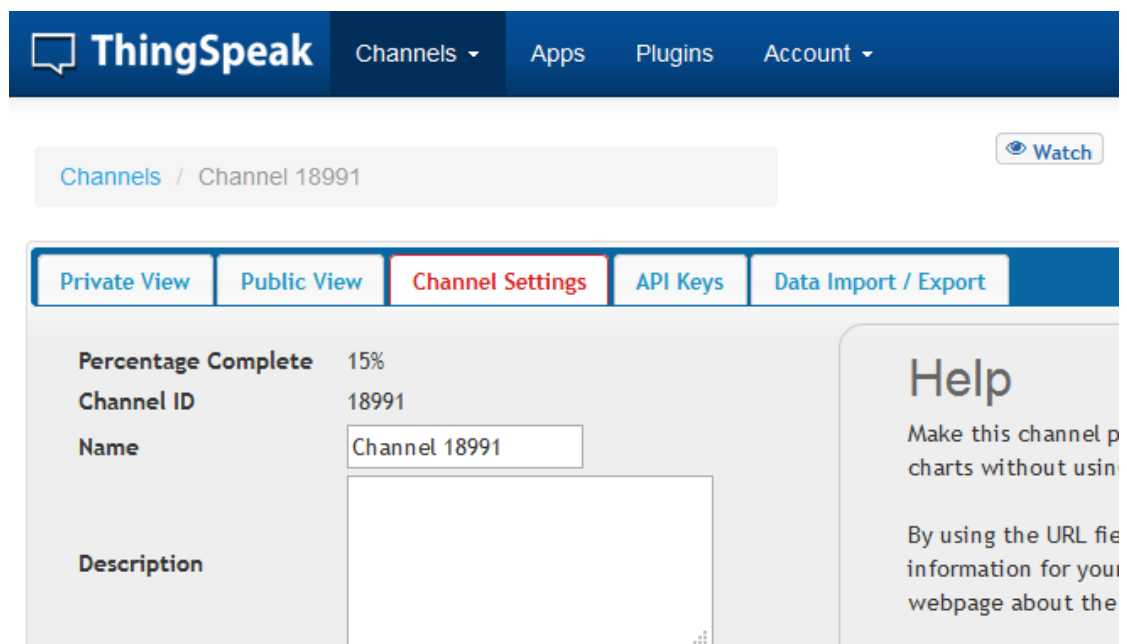 ThingSpeak Channels Apps Plugins Account
Watch
Channels / Channel 18991
Private View Public View Channel Settings API Keys Data Import / Export
Percentage Complete 15%
Channel ID 18991
Name Channel 18991
Description
Help
Make this channel p
charts without usin
By using the URL fie
information for your
webpage about the